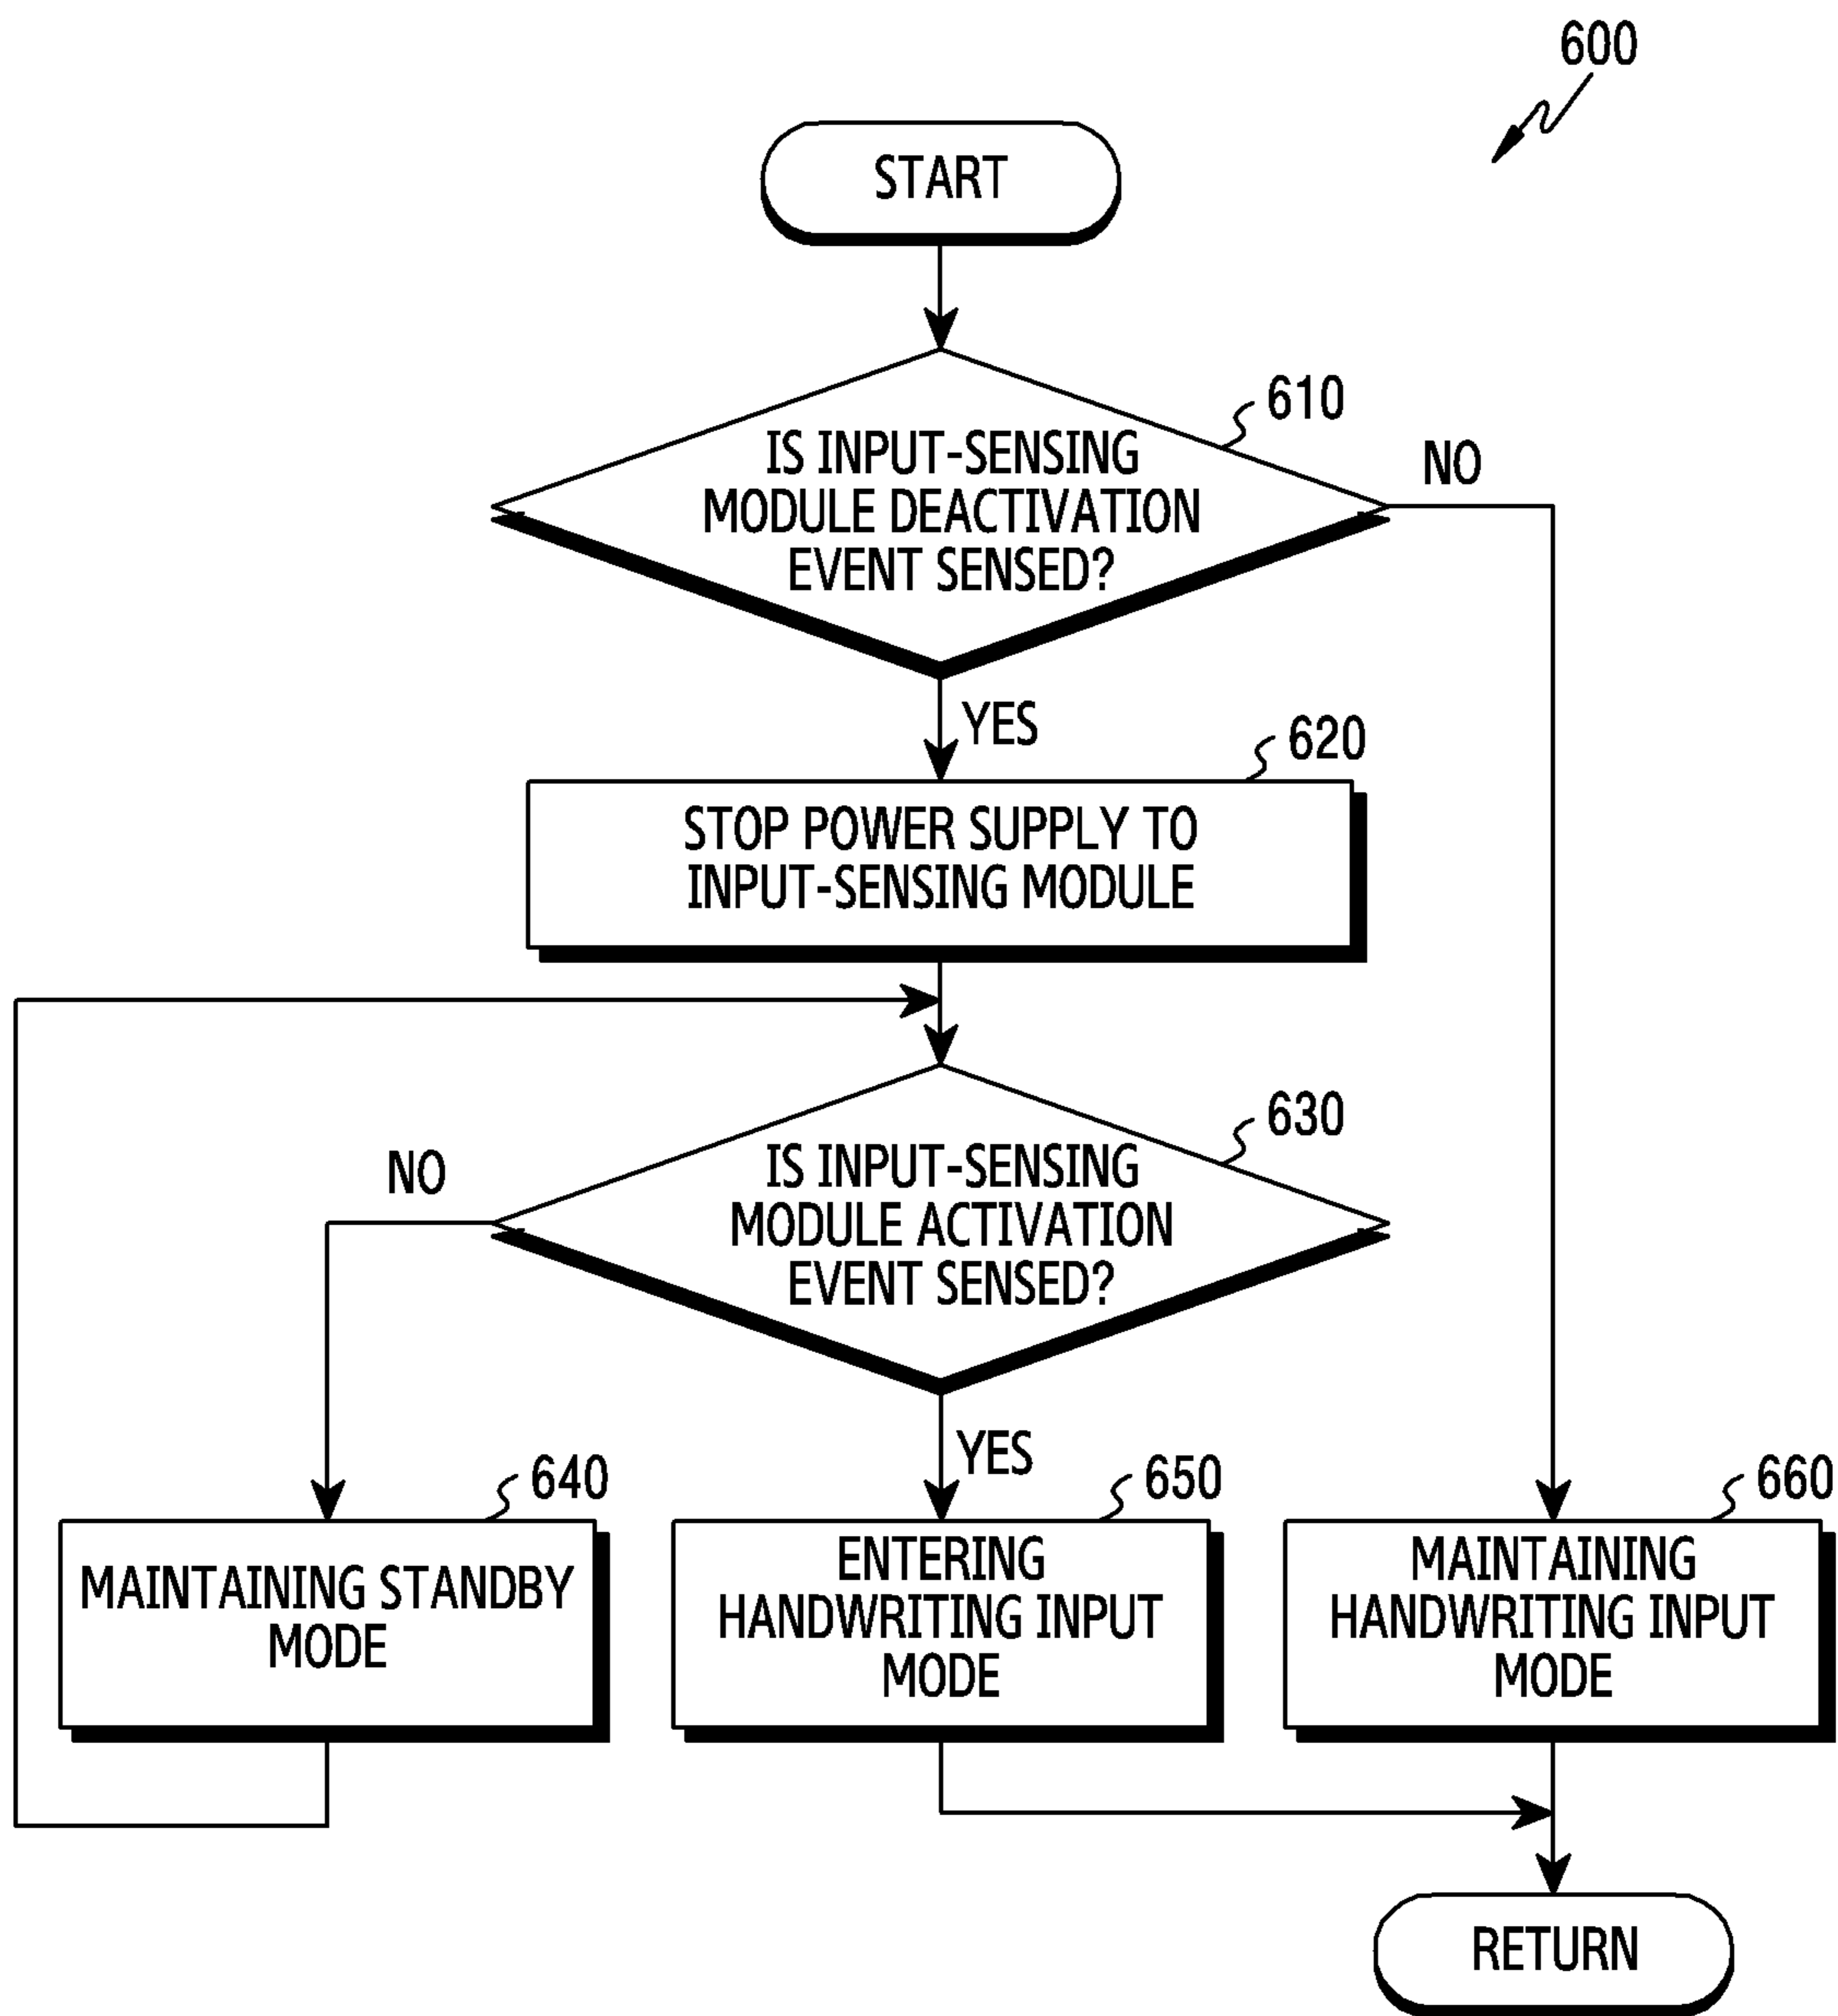 600
START
610
IS INPUT-SENSING
MODULE DEACTIVATION
EVENT SENSED?
NO
YES
620
STOP POWER SUPPLY TO
INPUT-SENSING MODULE
630
IS INPUT-SENSING
MODULE ACTIVATION
EVENT SENSED?
NO
YES
640
MAINTAINING STANDBY
MODE
650
ENTERING
HANDWRITING INPUT
MODE
660
MAINTAINING
HANDWRITING INPUT
MODE
RETURN